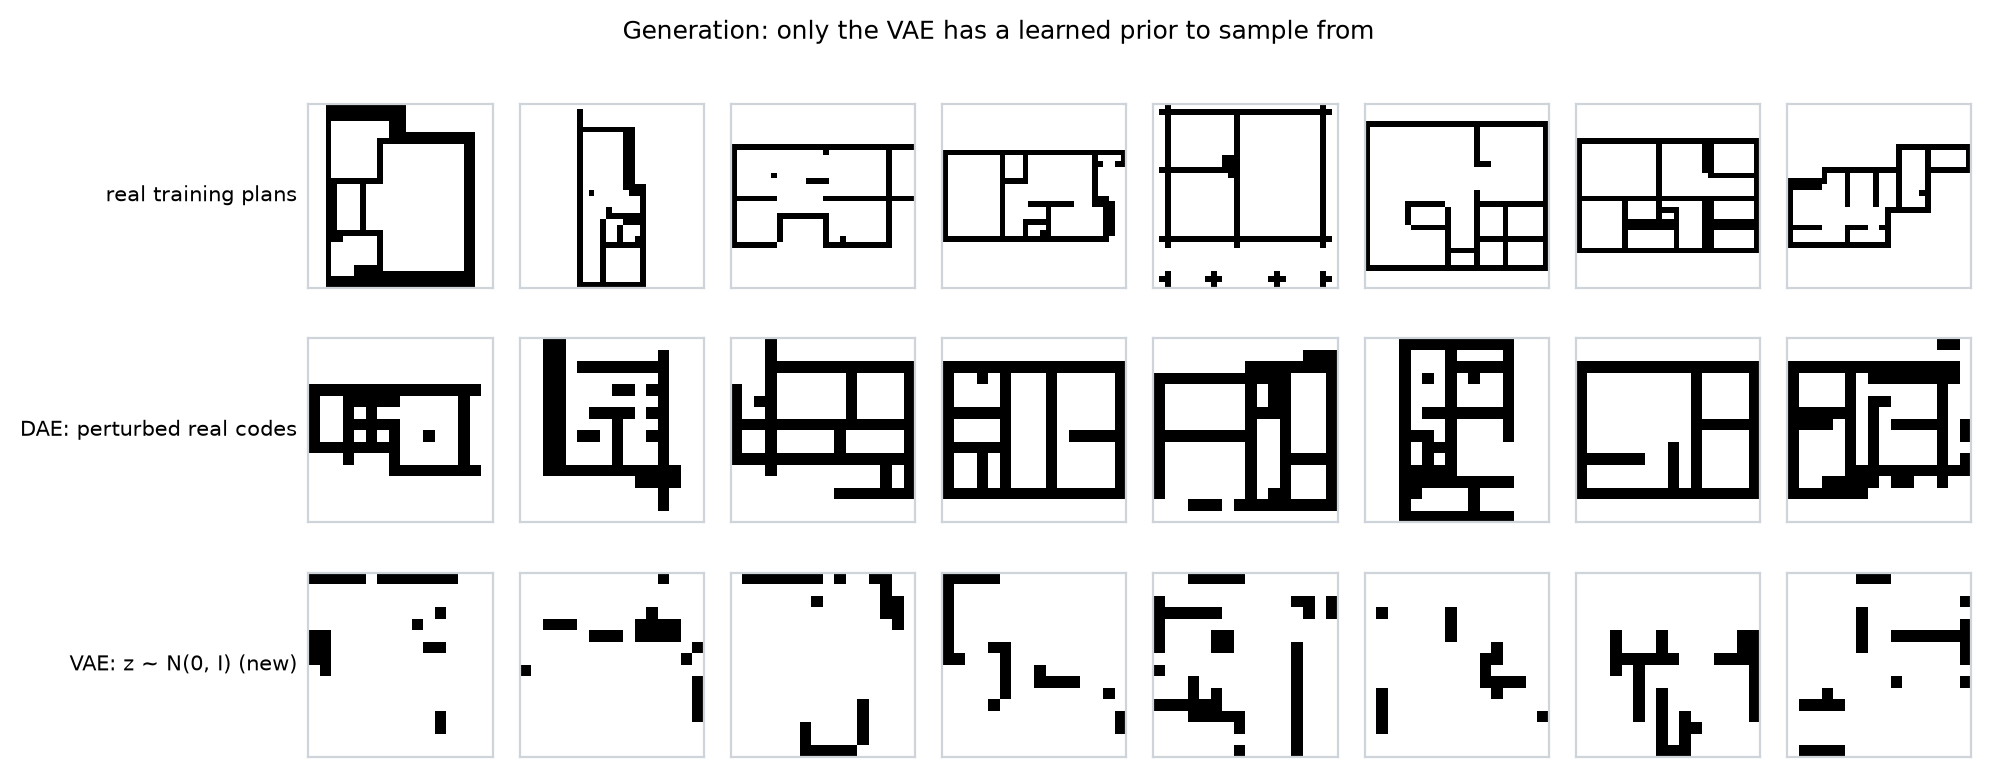 Generation: only the VAE has a learned prior to sample from
real training plans
DAE: perturbed real codes
VAE: z ~ N(0, I) (new)